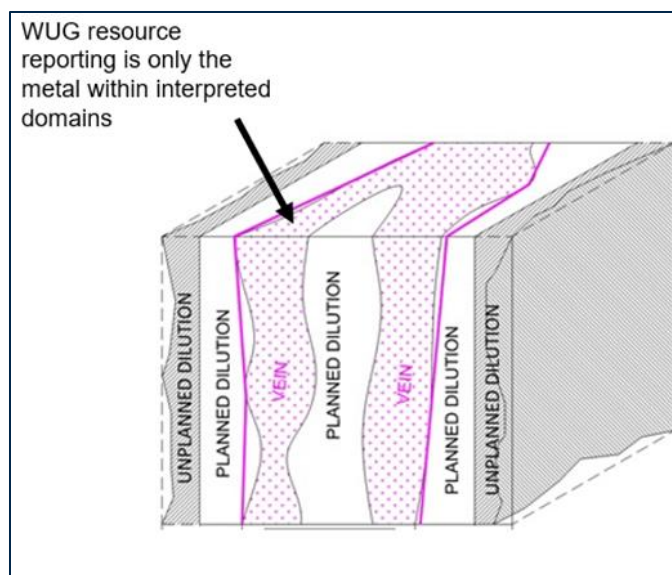 WUG resource
reporting is only the
metal within interpreted
domains
UNPLANNED DILUTION
PLANNED DILUTION
VEIN
PLANNED DILUTION
VEIN
PLANNED DILUTION
UNPLANNED DILUTION